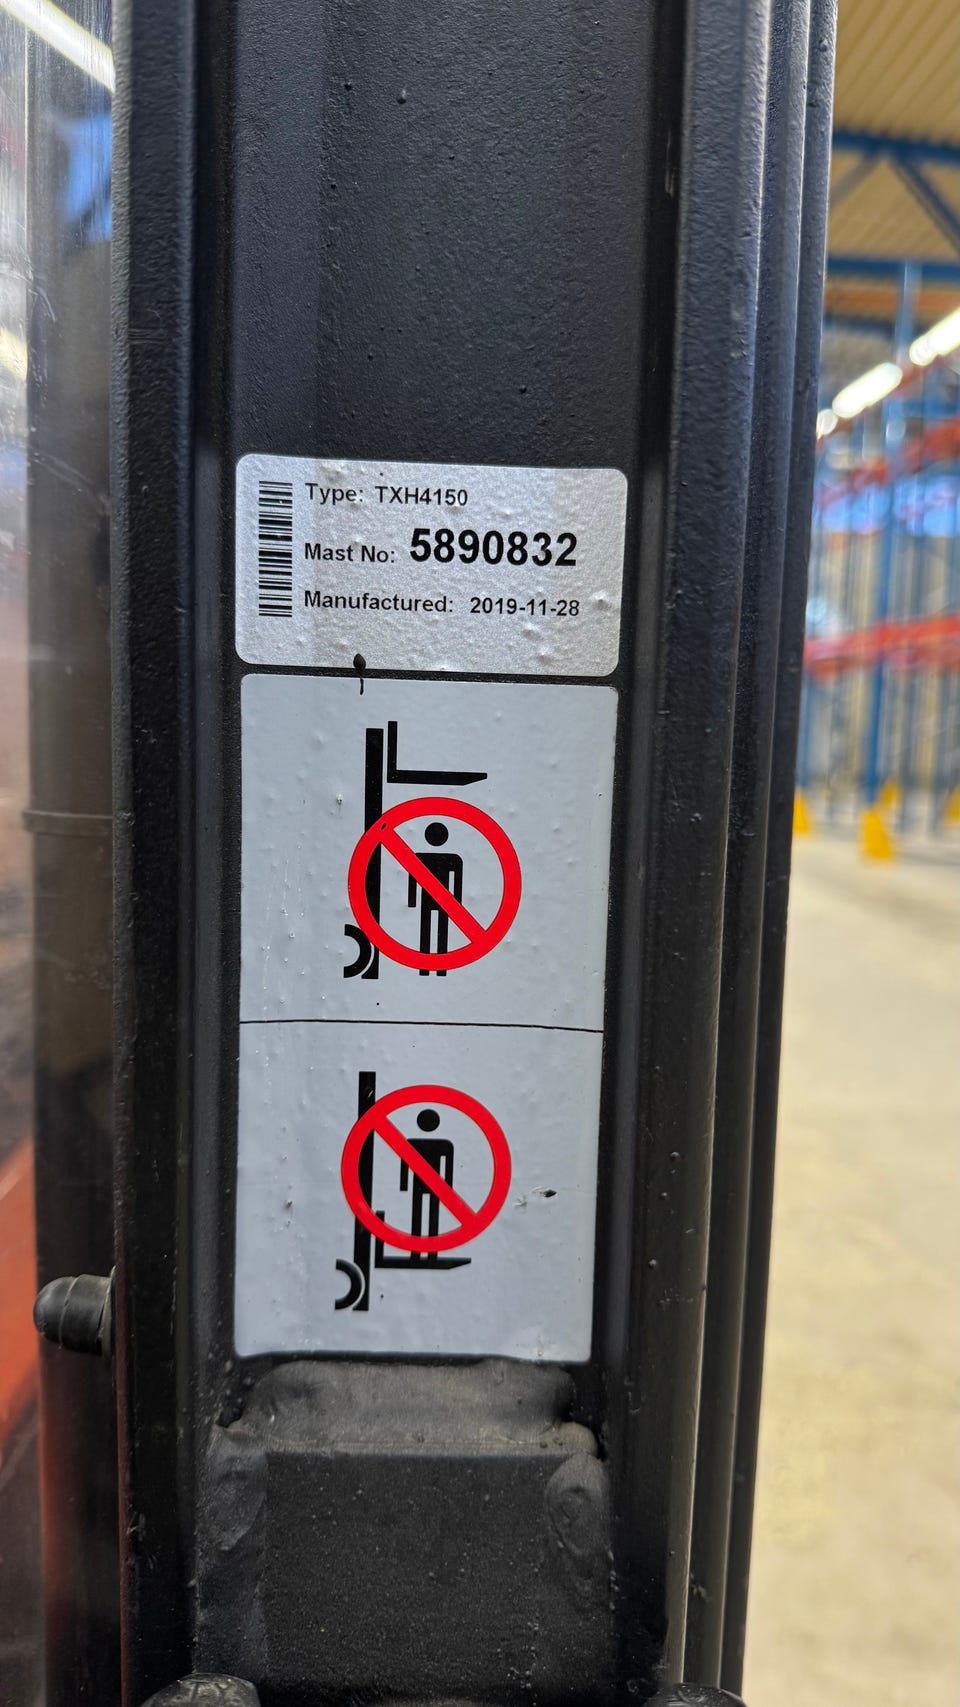 Type: TXH4150
Mast No: 5890832
Manufactured: 2019-11-28